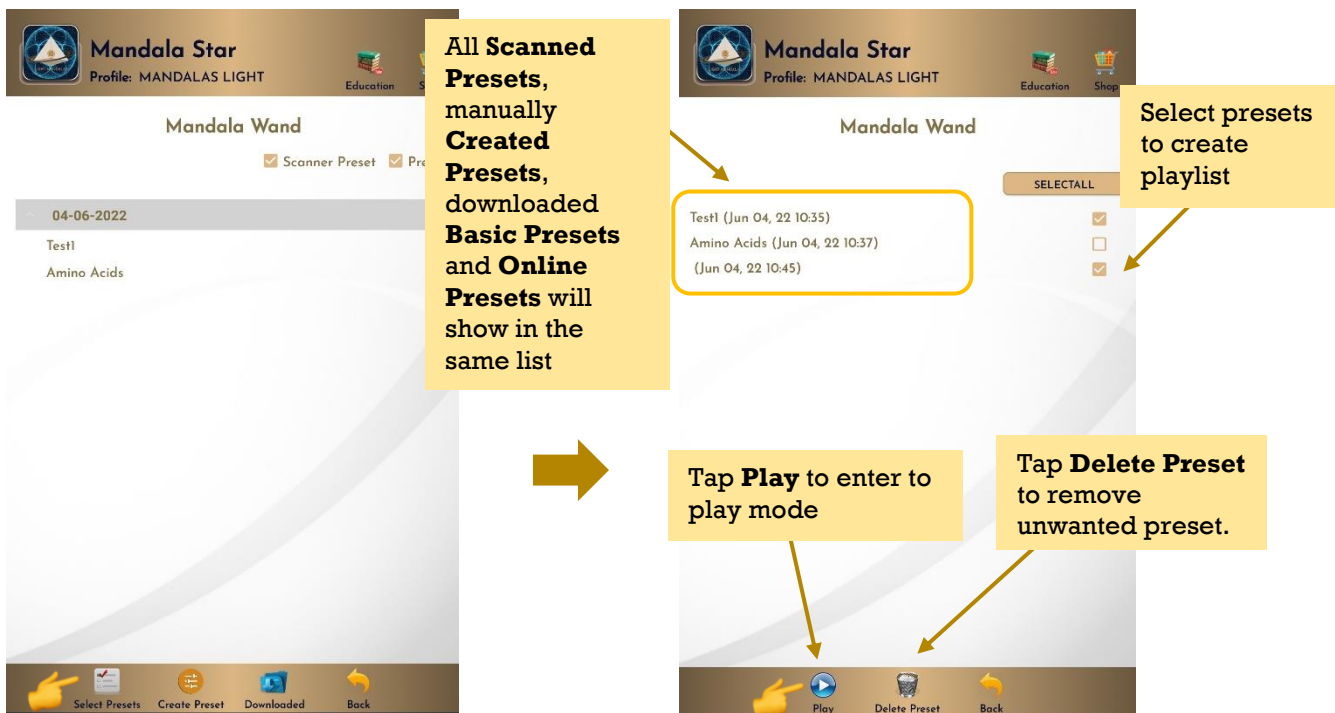 Mandala Star
Profile: MANDALAS LIGHT
Education
Mandala Wand
Scanner Preset
04-06-2022
Test1
Amino Acids
Select Presets
Create Preset
Downloaded
Back
All Scanned
Presets,
manually
Created
Presets,
downloaded
Basic Presets
and Online
Presets will
show in the
same list
Mandala Star
Profile: MANDALAS LIGHT
Education
Shop
Mandala Wand
Select presets
to create
playlist
SELECTALL
Test1 (Jun 04, 22 10:35)
Amino Acids (Jun 04, 22 10:37)
(Jun 04, 22 10:45)
Tap Play to enter to
play mode
Tap Delete Preset
to remove
unwanted preset.
Play
Delete Preset
Back